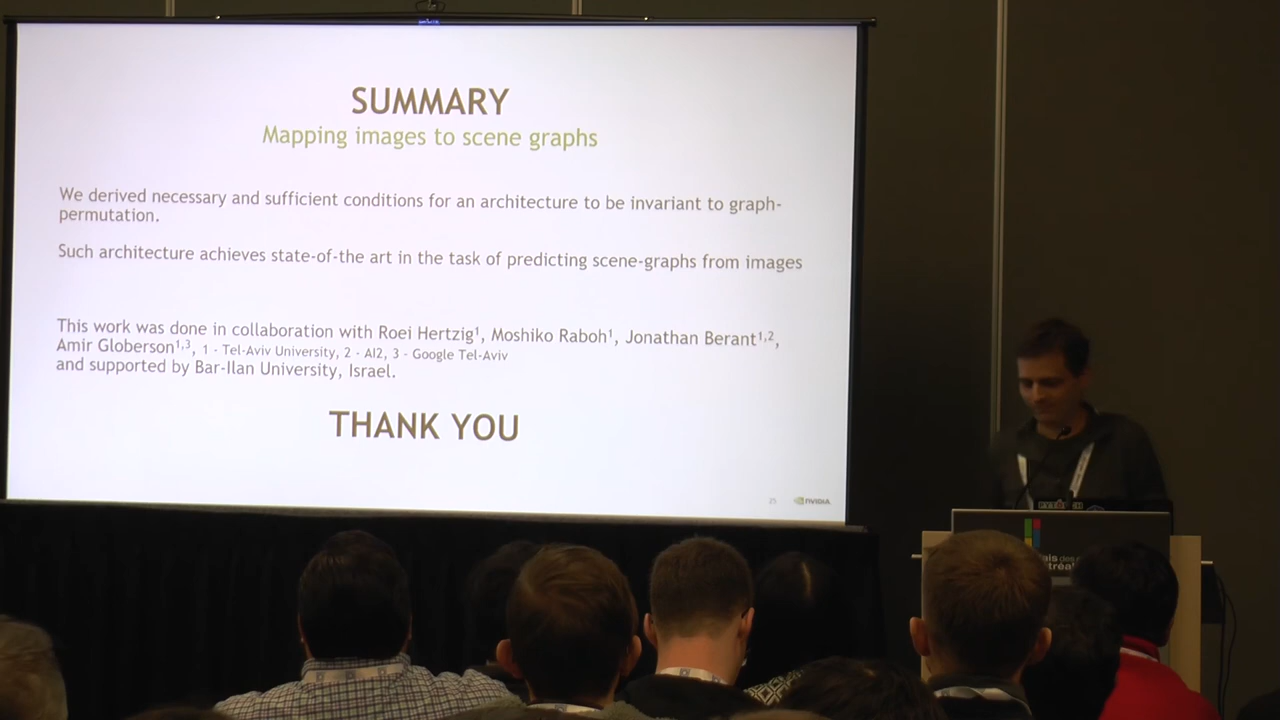 SUMMARY
Mapping images to scene graphs
We derived necessary and sufficient conditions for an architecture to be invariant to graph-
permutation.
Such architecture achieves state-of-the art in the task of predicting scene-graphs from images
This work was done in collaboration with Roei Hertzig¹, Moshiko Raboh¹, Jonathan Berant¹,²,
Amir Globerson¹,³, 1 - Tel-Aviv University, 2 - AI2, 3 - Google Tel-Aviv
and supported by Bar-Ilan University, Israel.
THANK YOU
NVIDIA